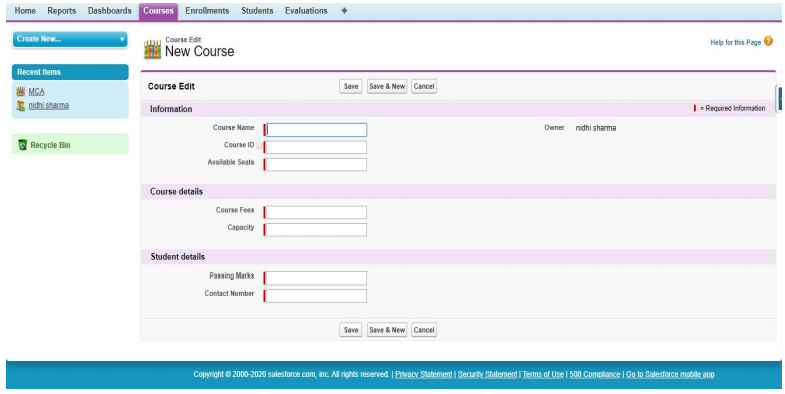 Home Reports Dashboards Courses Enrollments Students Evaluations +
Create New...
Course Edit
New Course
Help for this Page ?
Recent Items
MCA
nidhi sharma
Recycle Bin
Course Edit Save Save & New Cancel
Information = Required Information
Course Name Owner nidhi sharma
Course ID
Available Seats
Course details
Course Fees
Capacity
Student details
Passing Marks
Contact Number
Save Save & New Cancel
Copyright © 2000-2020 salesforce.com, inc. All rights reserved. | Privacy Statement | Security Statement | Terms of Use | 508 Compliance | Go to Salesforce mobile app